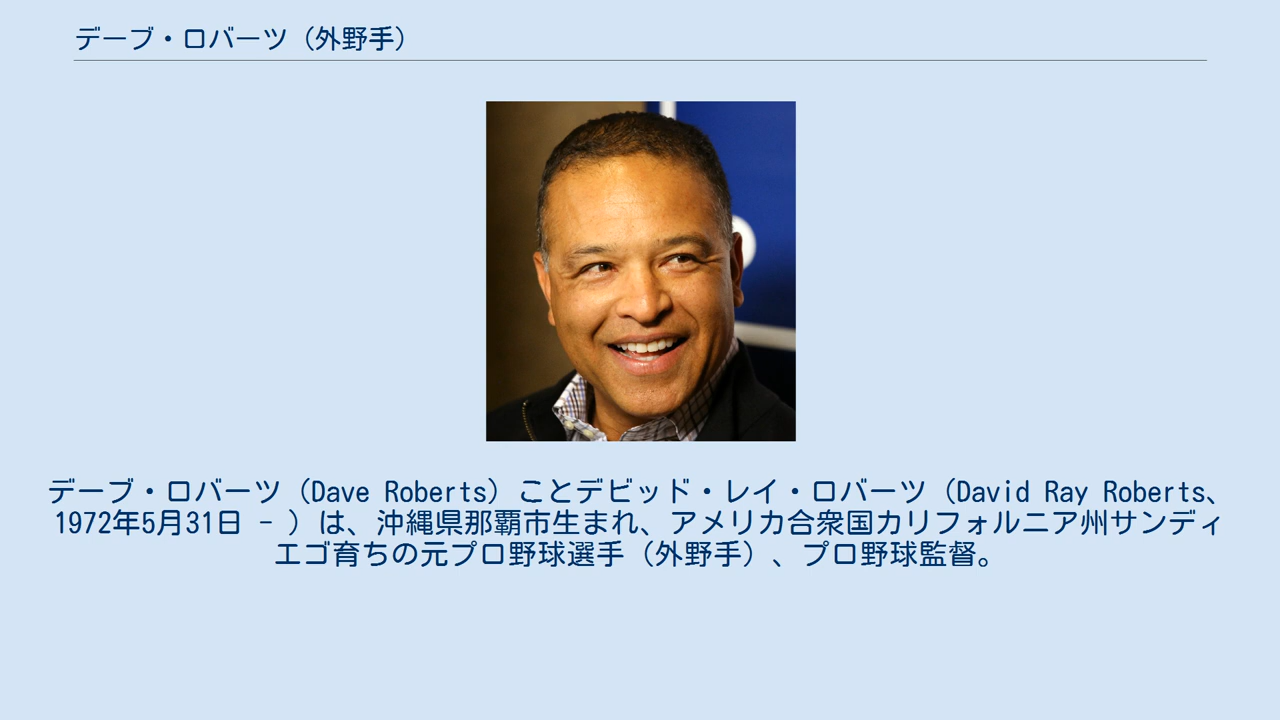 デーブ・ロバーツ（外野手）
デーブ・ロバーツ（Dave Roberts）ことデビッド・レイ・ロバーツ（David Ray Roberts、
1972年5月31日 - ）は、沖縄県那覇市生まれ、アメリカ合衆国カリフォルニア州サンディ
エゴ育ちの元プロ野球選手（外野手）、プロ野球監督。